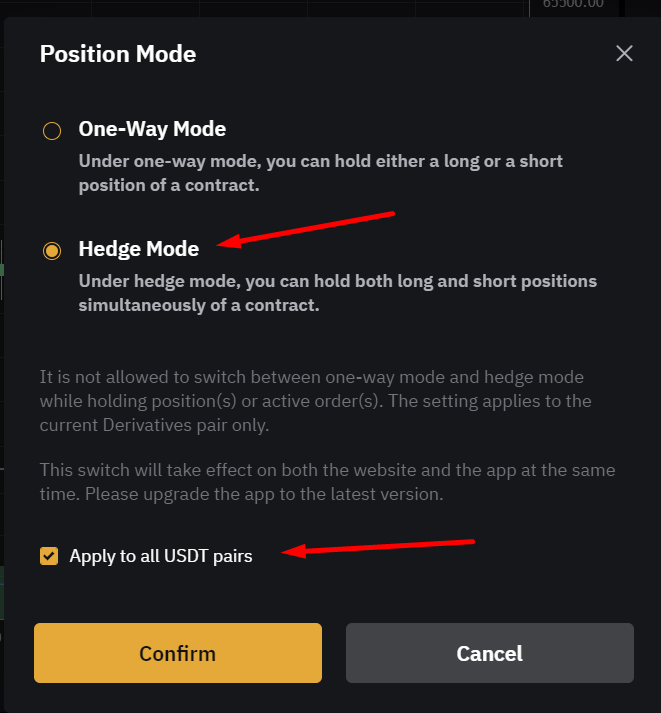 65500.00
Position Mode
One-Way Mode
Under one-way mode, you can hold either a long or a short
position of a contract.
Hedge Mode
Under hedge mode, you can hold both long and short positions
simultaneously of a contract.
It is not allowed to switch between one-way mode and hedge mode
while holding position(s) or active order(s). The setting applies to the
current Derivatives pair only.
This switch will take effect on both the website and the app at the same
time. Please upgrade the app to the latest version.
Apply to all USDT pairs
Confirm
Cancel